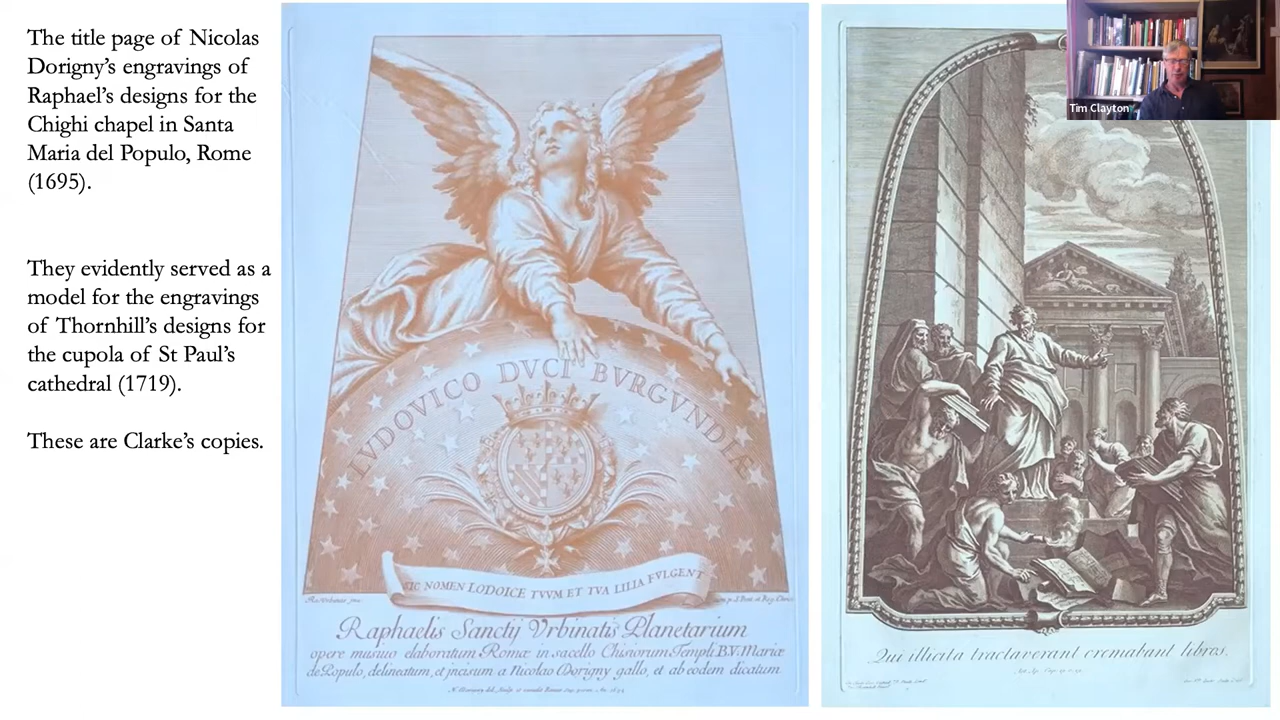 The title page of Nicolas
Dorigny's engravings of
Raphael's designs for the
Chighi chapel in Santa
Maria del Populo, Rome
(1695).
They evidently served as a
model for the engravings
of Thornhill's designs for
the cupola of St Paul's
cathedral (1719).
These are Clarke's copies.
LVDOVICO DVCI BVRGVNDIÆ
SIC NOMEN LODOICE TVVM ET TVA LILIA FVLGENT
Raphaelis Sanctij Vrbinatis Planetarium
opere musiuo elaboratum Romæ in sacello Chisiorum Templi B.V. Mariæ
de Populo, delineatum, et jncisum a Nicolao Dorigny gallo, et ab eodem dicatum
Tim Clayton
Qui illicita tractaverant cremabant libros.